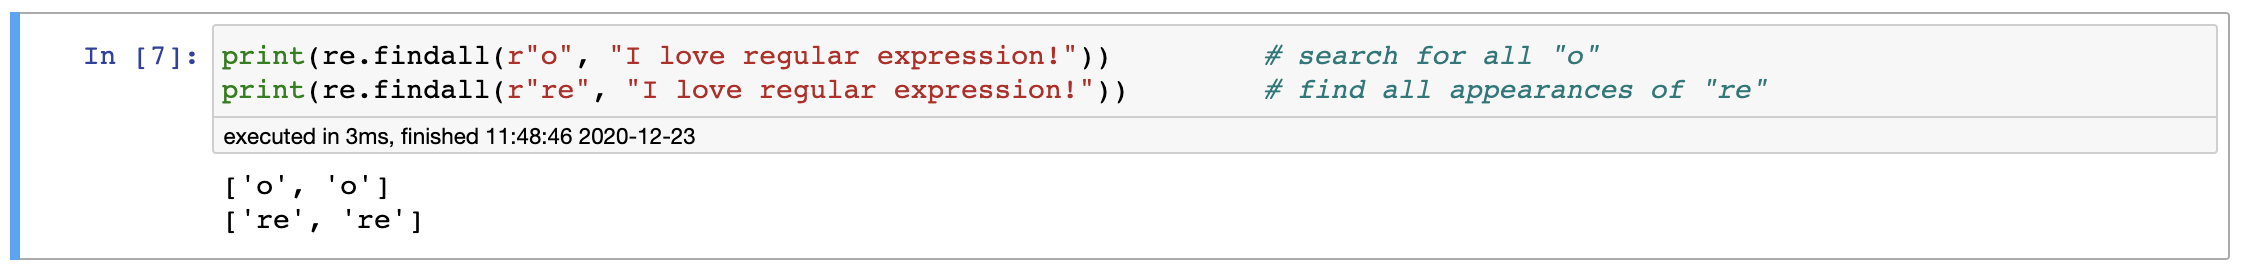 In [7]: print(re.findall(r"o", "I love regular expression!")) # search for all "o"
print(re.findall(r"re", "I love regular expression!")) # find all appearances of "re"
executed in 3ms, finished 11:48:46 2020-12-23
['o', 'o']
['re', 're']